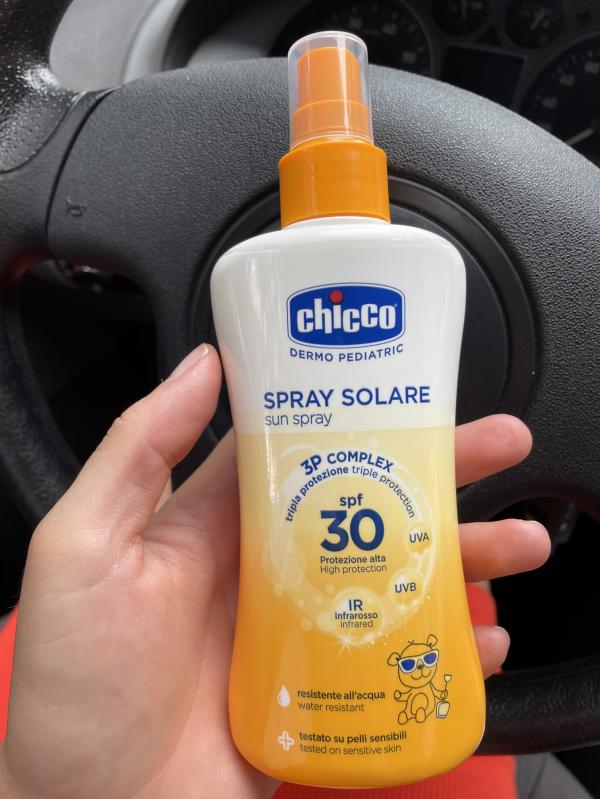 chicco
DERMO PEDIATRIC
SPRAY SOLARE
sun spray
3P COMPLEX
tripla protezione triple protection
spf
30
Protezione alta
High protection
UVA
UVB
IR
infrarosso
infrared
resistente all'acqua
water resistant
testato su pelli sensibili
tested on sensitive skin